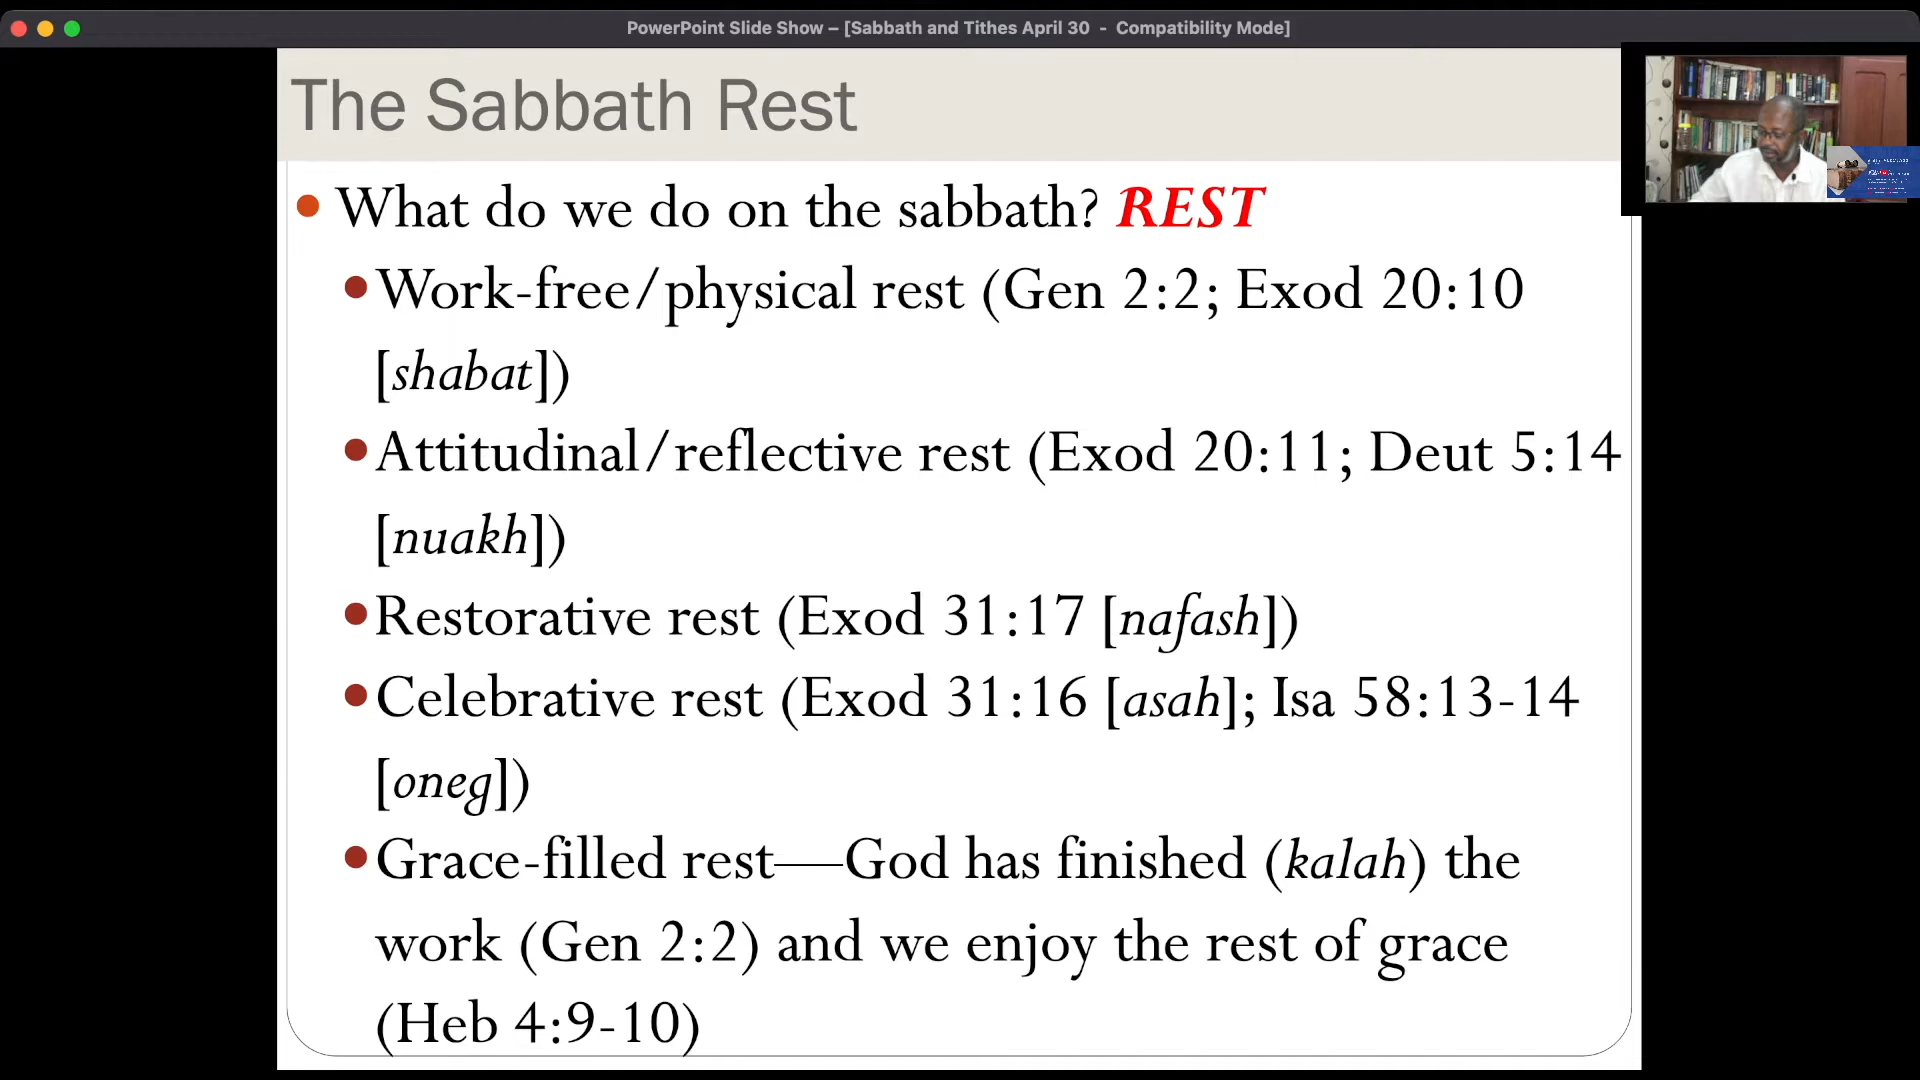 PowerPoint Slide Show – [Sabbath and Tithes April 30  -  Compatibility Mode]
The Sabbath Rest
What do we do on the sabbath? REST
Work-free/physical rest (Gen 2:2; Exod 20:10
[shabat])
Attitudinal/reflective rest (Exod 20:11; Deut 5:14
[nuakh])
Restorative rest (Exod 31:17 [nafash])
Celebrative rest (Exod 31:16 [asah]; Isa 58:13-14
[oneg])
Grace-filled rest—God has finished (kalah) the
work (Gen 2:2) and we enjoy the rest of grace
(Heb 4:9-10)